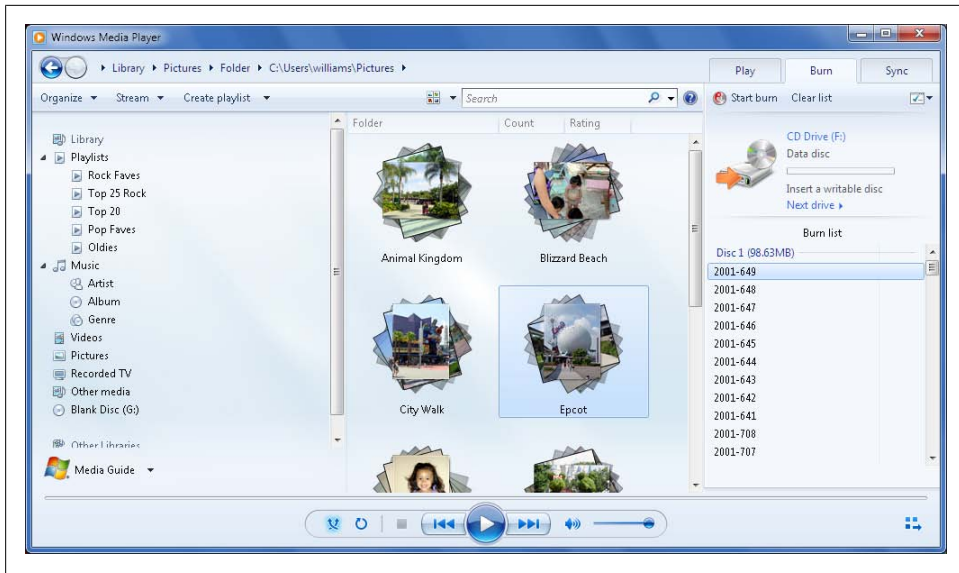 Windows Media Player
Library ▸ Pictures ▸ Folder ▸ C:\Users\williams\Pictures ▸
Play Burn Sync
Organize Stream Create playlist Search Start burn Clear list
Folder Count Rating
Library
Playlists
Rock Faves
Top 25 Rock
Top 20
Pop Faves
Oldies
Music
Artist
Album
Genre
Videos
Pictures
Recorded TV
Other media
Blank Disc (G:)
Other Libraries
Media Guide
Animal Kingdom Blizzard Beach
City Walk Epcot
CD Drive (F:)
Data disc
Insert a writable disc
Next drive
Burn list
Disc 1 (98.63MB)
2001-649
2001-648
2001-647
2001-646
2001-645
2001-644
2001-643
2001-642
2001-641
2001-708
2001-707